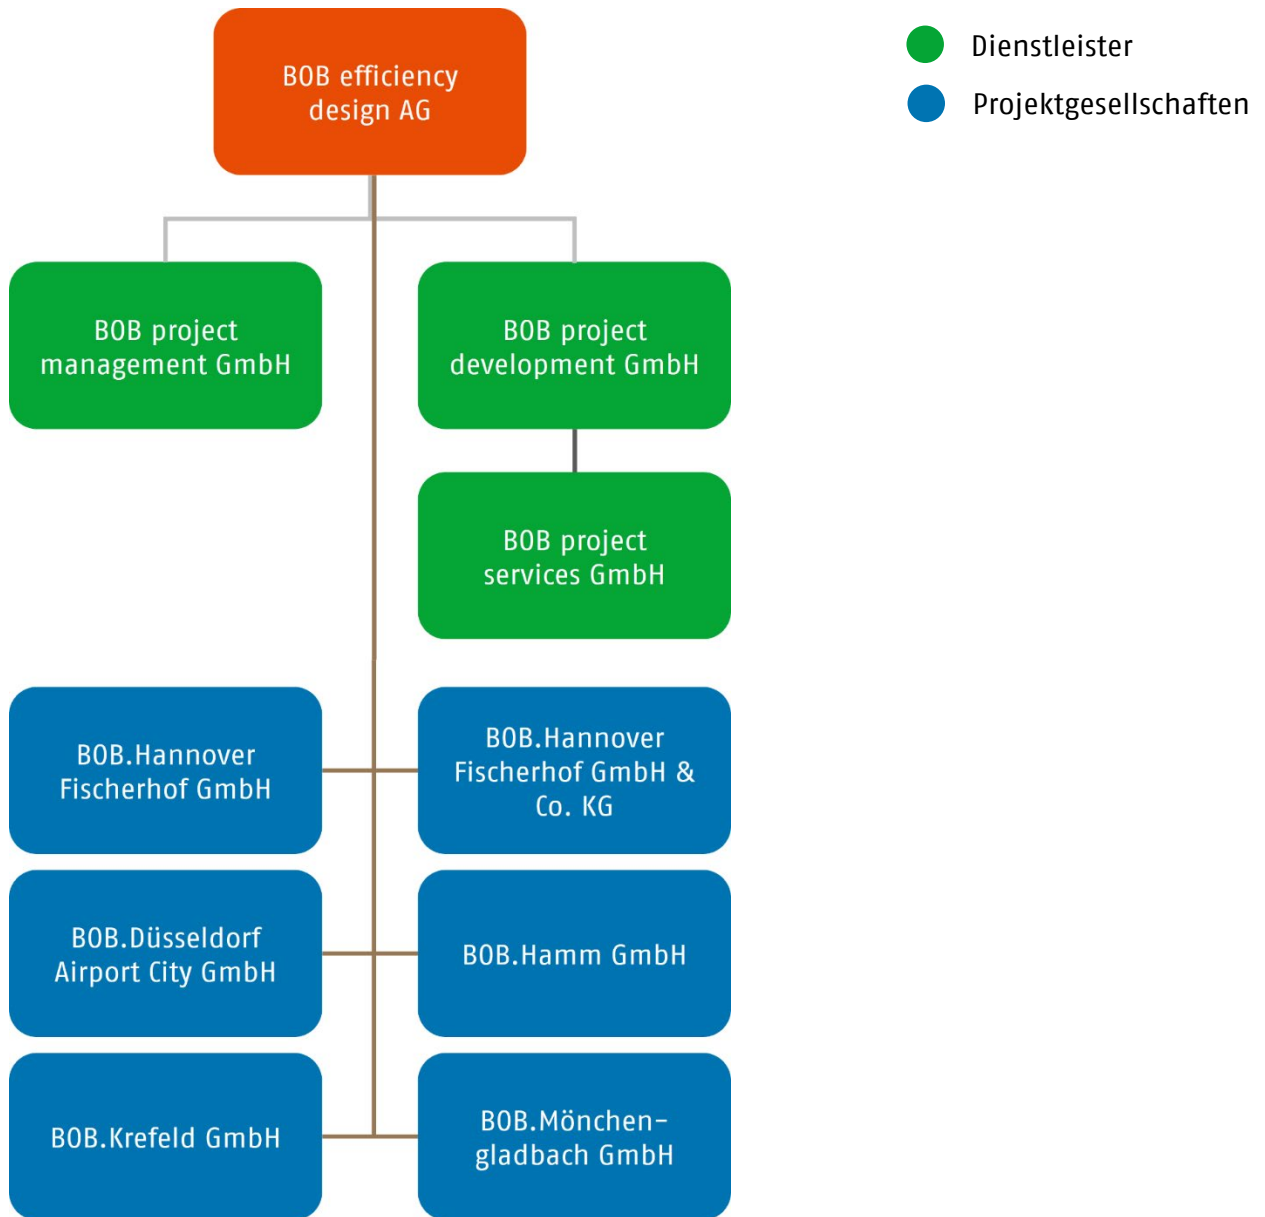 BOB efficiency
design AG
Dienstleister
Projektgesellschaften
BOB project
management GmbH
BOB project
development GmbH
BOB project
services GmbH
BOB.Hannover
Fischerhof GmbH
BOB.Hannover
Fischerhof GmbH &
Co. KG
BOB.Düsseldorf
Airport City GmbH
BOB.Hamm GmbH
BOB.Krefeld GmbH
BOB.Mönchen-
gladbach GmbH